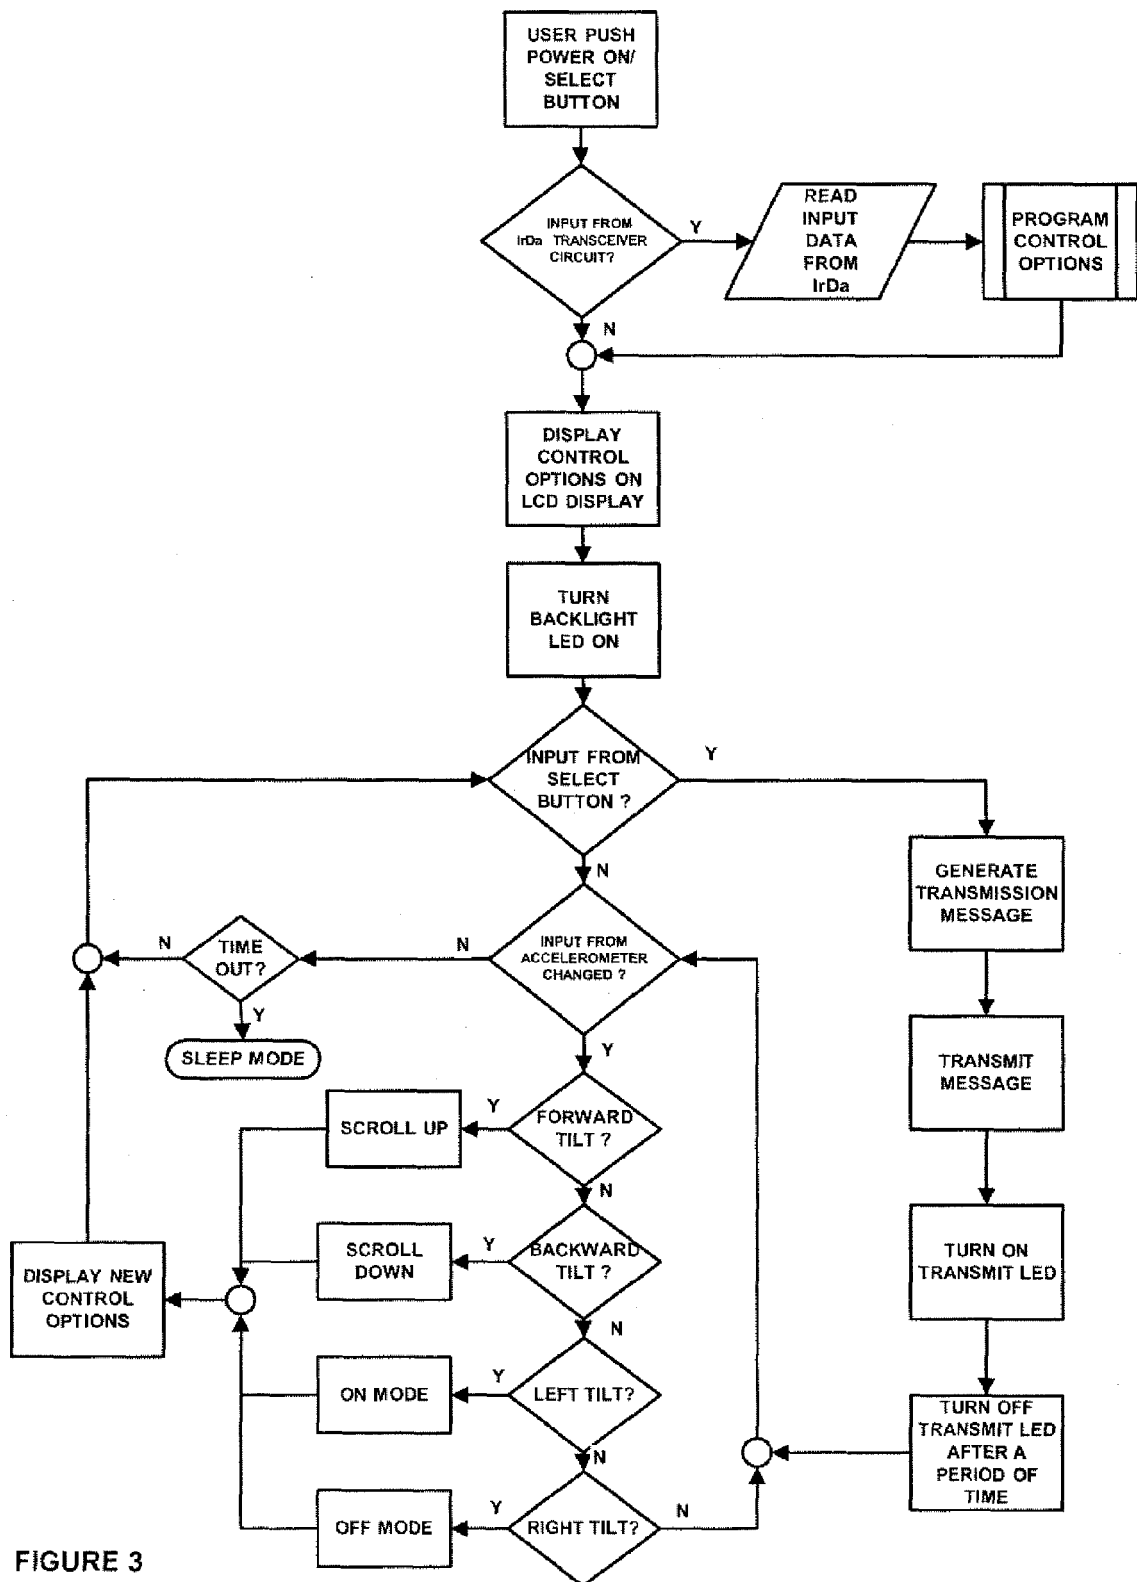 USER PUSH
POWER ON/
SELECT
BUTTON
INPUT FROM
IrDa TRANSCEIVER
CIRCUIT?
Y
READ
INPUT
DATA
FROM
IrDa
PROGRAM
CONTROL
OPTIONS
N
DISPLAY
CONTROL
OPTIONS ON
LCD DISPLAY
TURN
BACKLIGHT
LED ON
INPUT FROM
SELECT
BUTTON ?
Y
N
GENERATE
TRANSMISSION
MESSAGE
INPUT FROM
ACCELEROMETER
CHANGED ?
N
TIME
OUT?
N
Y
SLEEP MODE
Y
TRANSMIT
MESSAGE
FORWARD
TILT ?
Y
SCROLL UP
N
BACKWARD
TILT ?
Y
SCROLL
DOWN
TURN ON
TRANSMIT LED
DISPLAY NEW
CONTROL
OPTIONS
N
LEFT TILT?
Y
ON MODE
N
TURN OFF
TRANSMIT LED
AFTER A
PERIOD OF
TIME
RIGHT TILT?
Y
OFF MODE
N
FIGURE 3